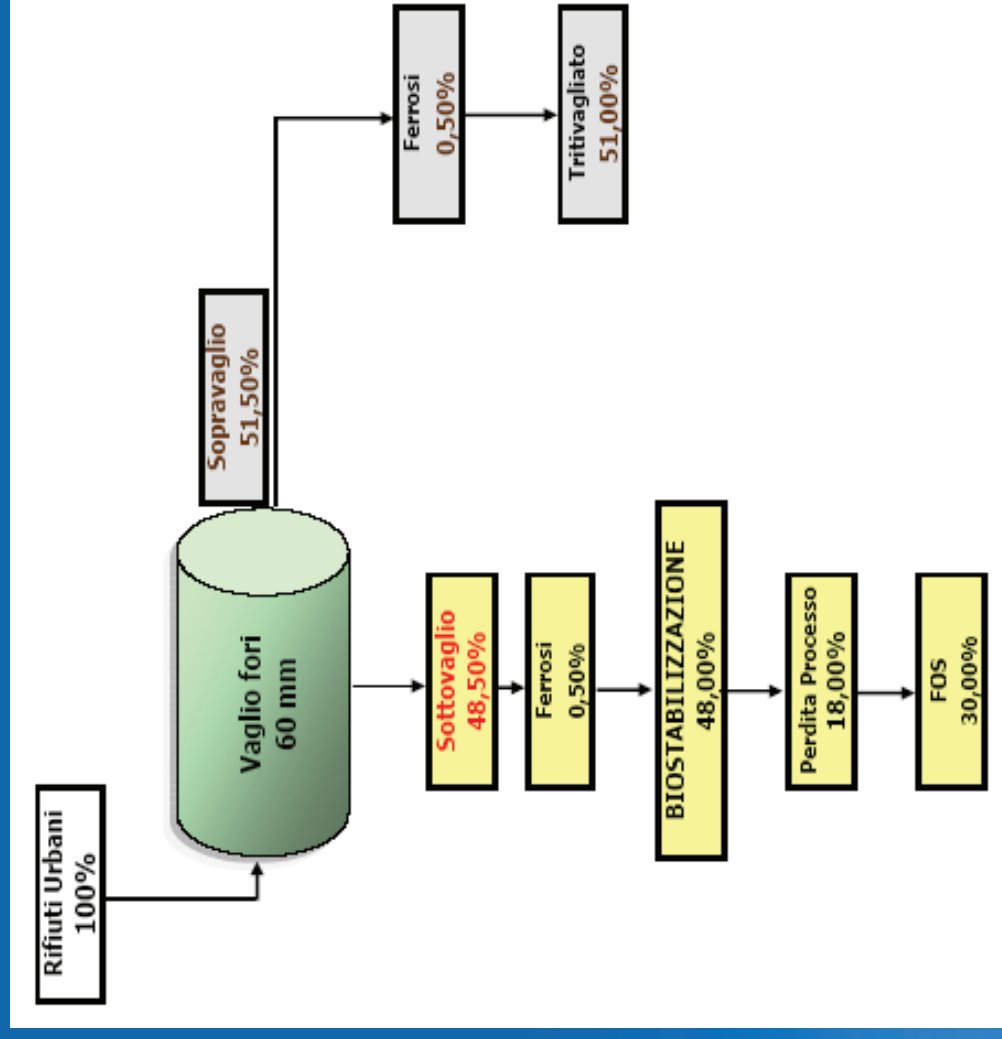 Rifiuti Urbani
100%
Vaglio fori
60 mm
Sopravaglio
51,50%
Ferrosi
0,50%
Tritivagliato
51,00%
Sottovaglio
48,50%
Ferrosi
0,50%
BIOSTABILIZZAZIONE
48,00%
Perdita Processo
18,00%
FOS
30,00%